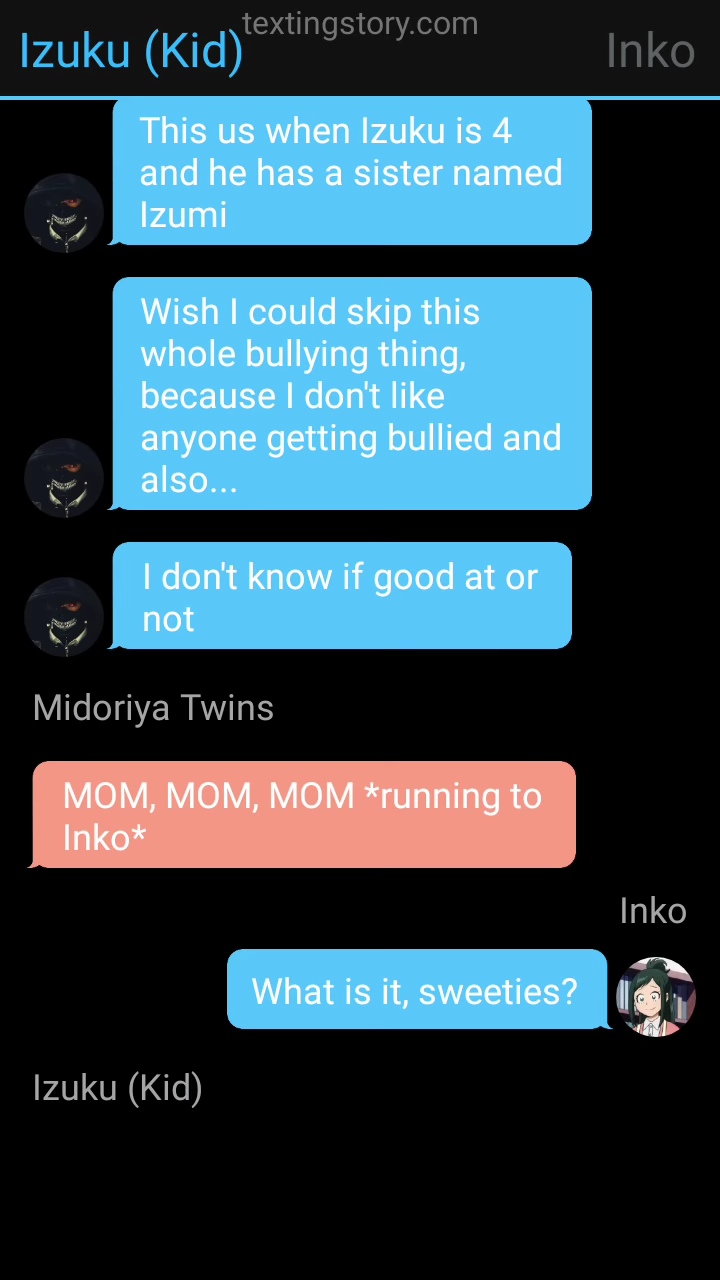 textingstory.com
Izuku (Kid)
Inko
This us when Izuku is 4
and he has a sister named
Izumi
Wish I could skip this
whole bullying thing,
because I don't like
anyone getting bullied and
also...
I don't know if good at or
not
Midoriya Twins
MOM, MOM, MOM *running to
Inko*
Inko
What is it, sweeties?
Izuku (Kid)